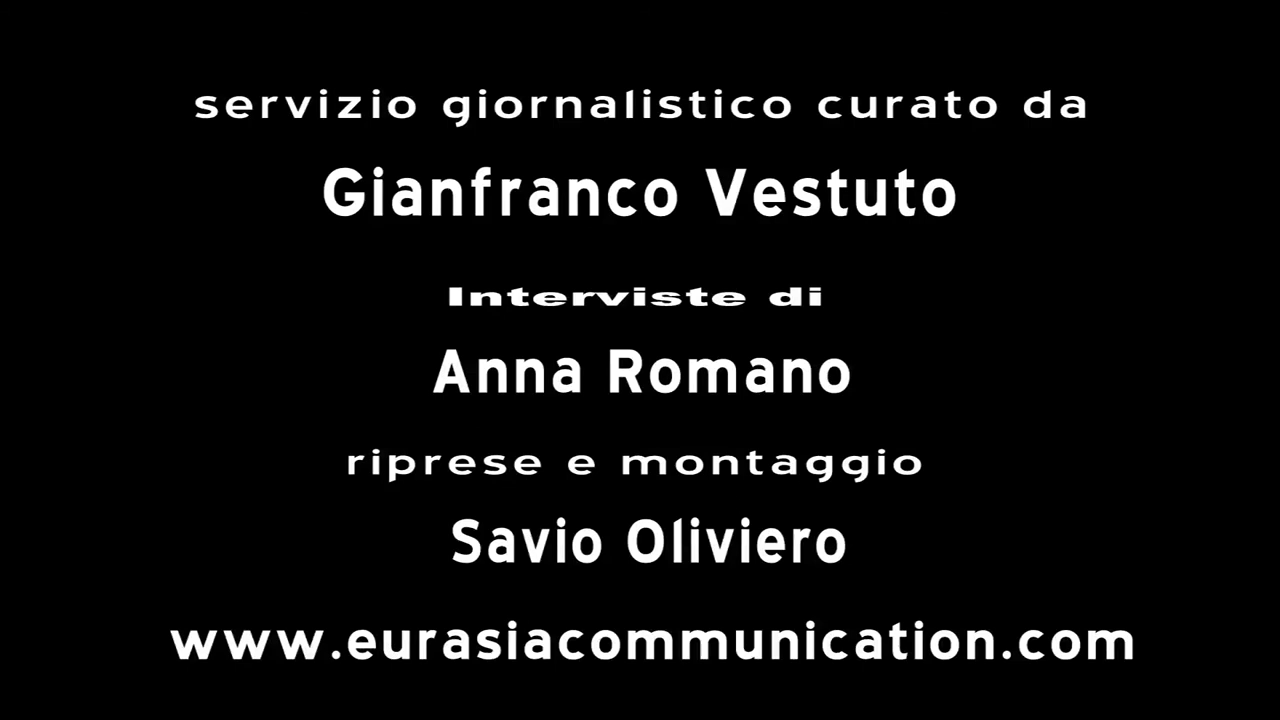 servizio giornalistico curato da
Gianfranco Vestuto
Interviste di
Anna Romano
riprese e montaggio
Savio Oliviero
www.eurasiacommunication.com